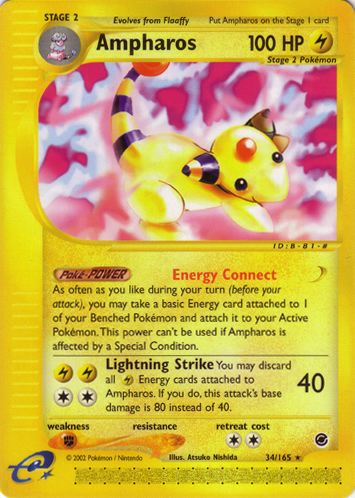 STAGE 2
Evolves from Flaaffy
Put Ampharos on the Stage 1 card
Ampharos 100 HP
Stage 2 Pokémon
ID:B-B1-#
Poké-POWER Energy Connect
As often as you like during your turn (before your
attack), you may take a basic Energy card attached to 1
of your Benched Pokémon and attach it to your Active
Pokémon. This power can't be used if Ampharos is
affected by a Special Condition.
Lightning Strike You may discard
all Energy cards attached to
Ampharos. If you do, this attack's base
damage is 80 instead of 40.
40
weakness resistance retreat cost
© 2002 Pokémon / Nintendo Illus. Atsuko Nishida 34/165 ★
e